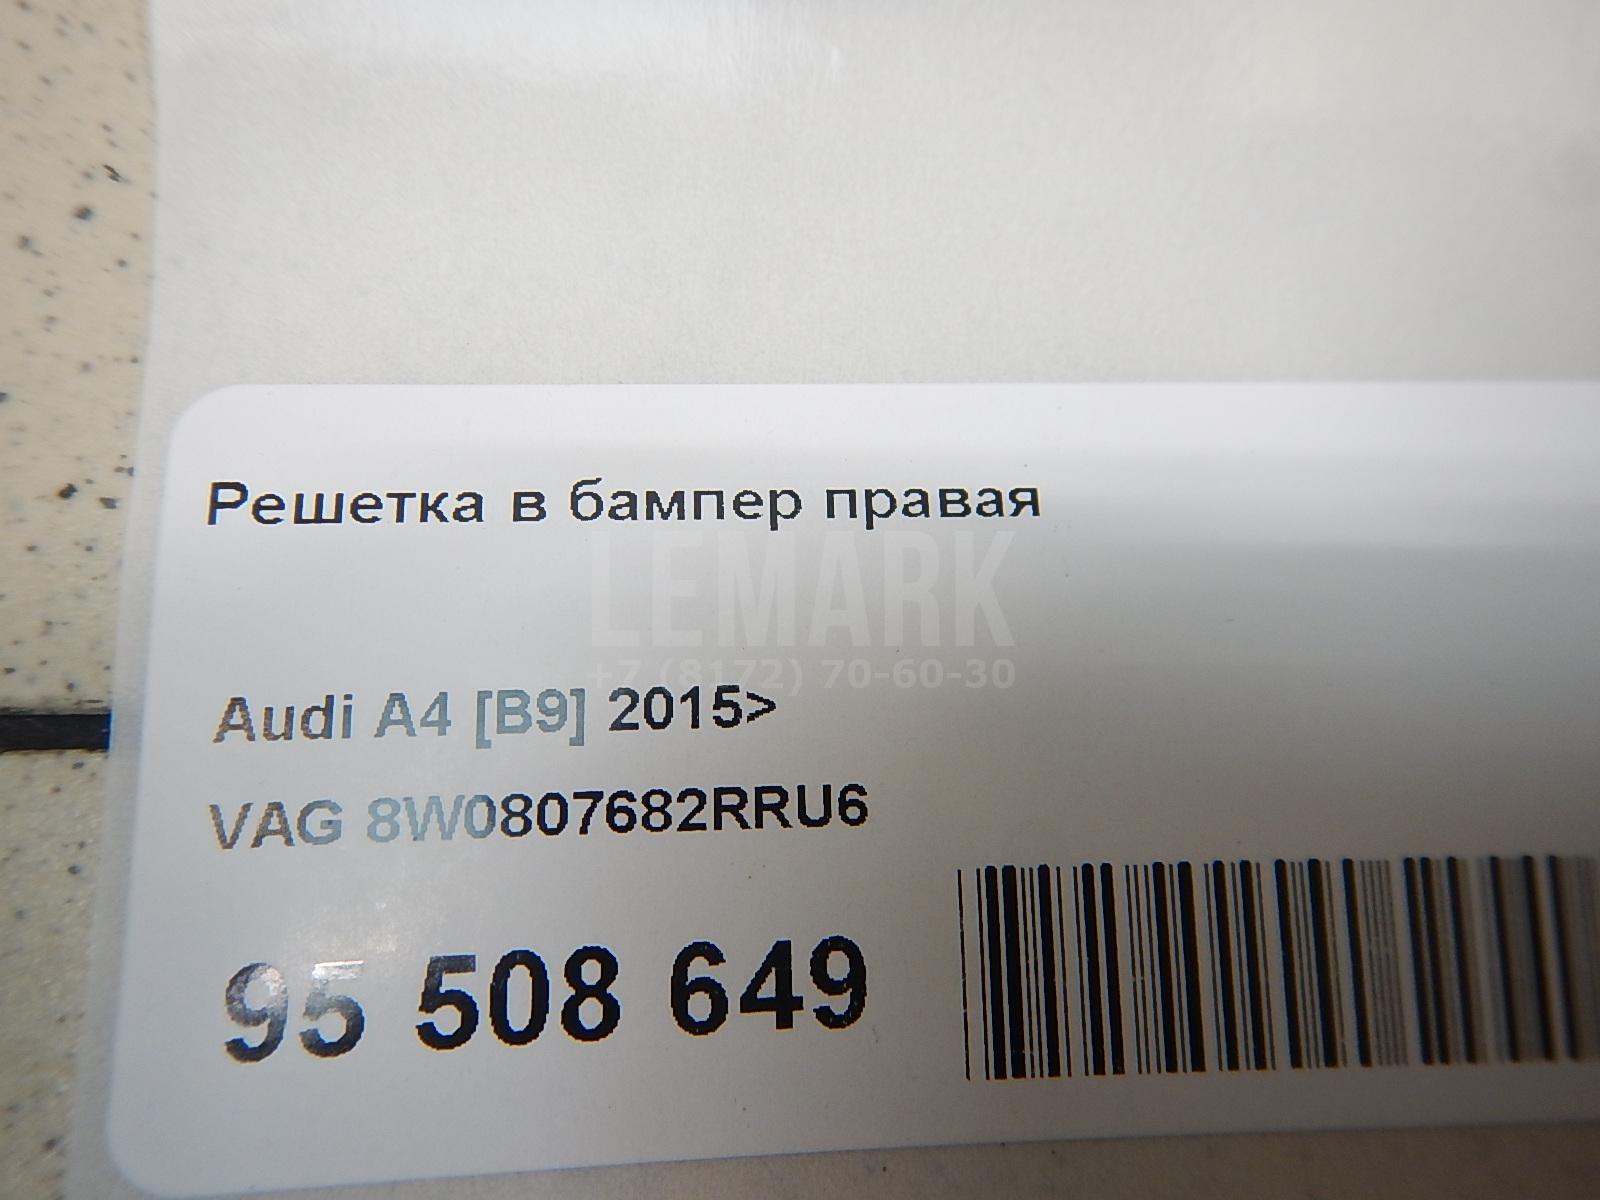 Решетка в бампер правая
LEMARK
+7 (8172) 70-60-30
Audi A4 [B9] 2015>
VAG 8W0807682RRU6
95 508 649